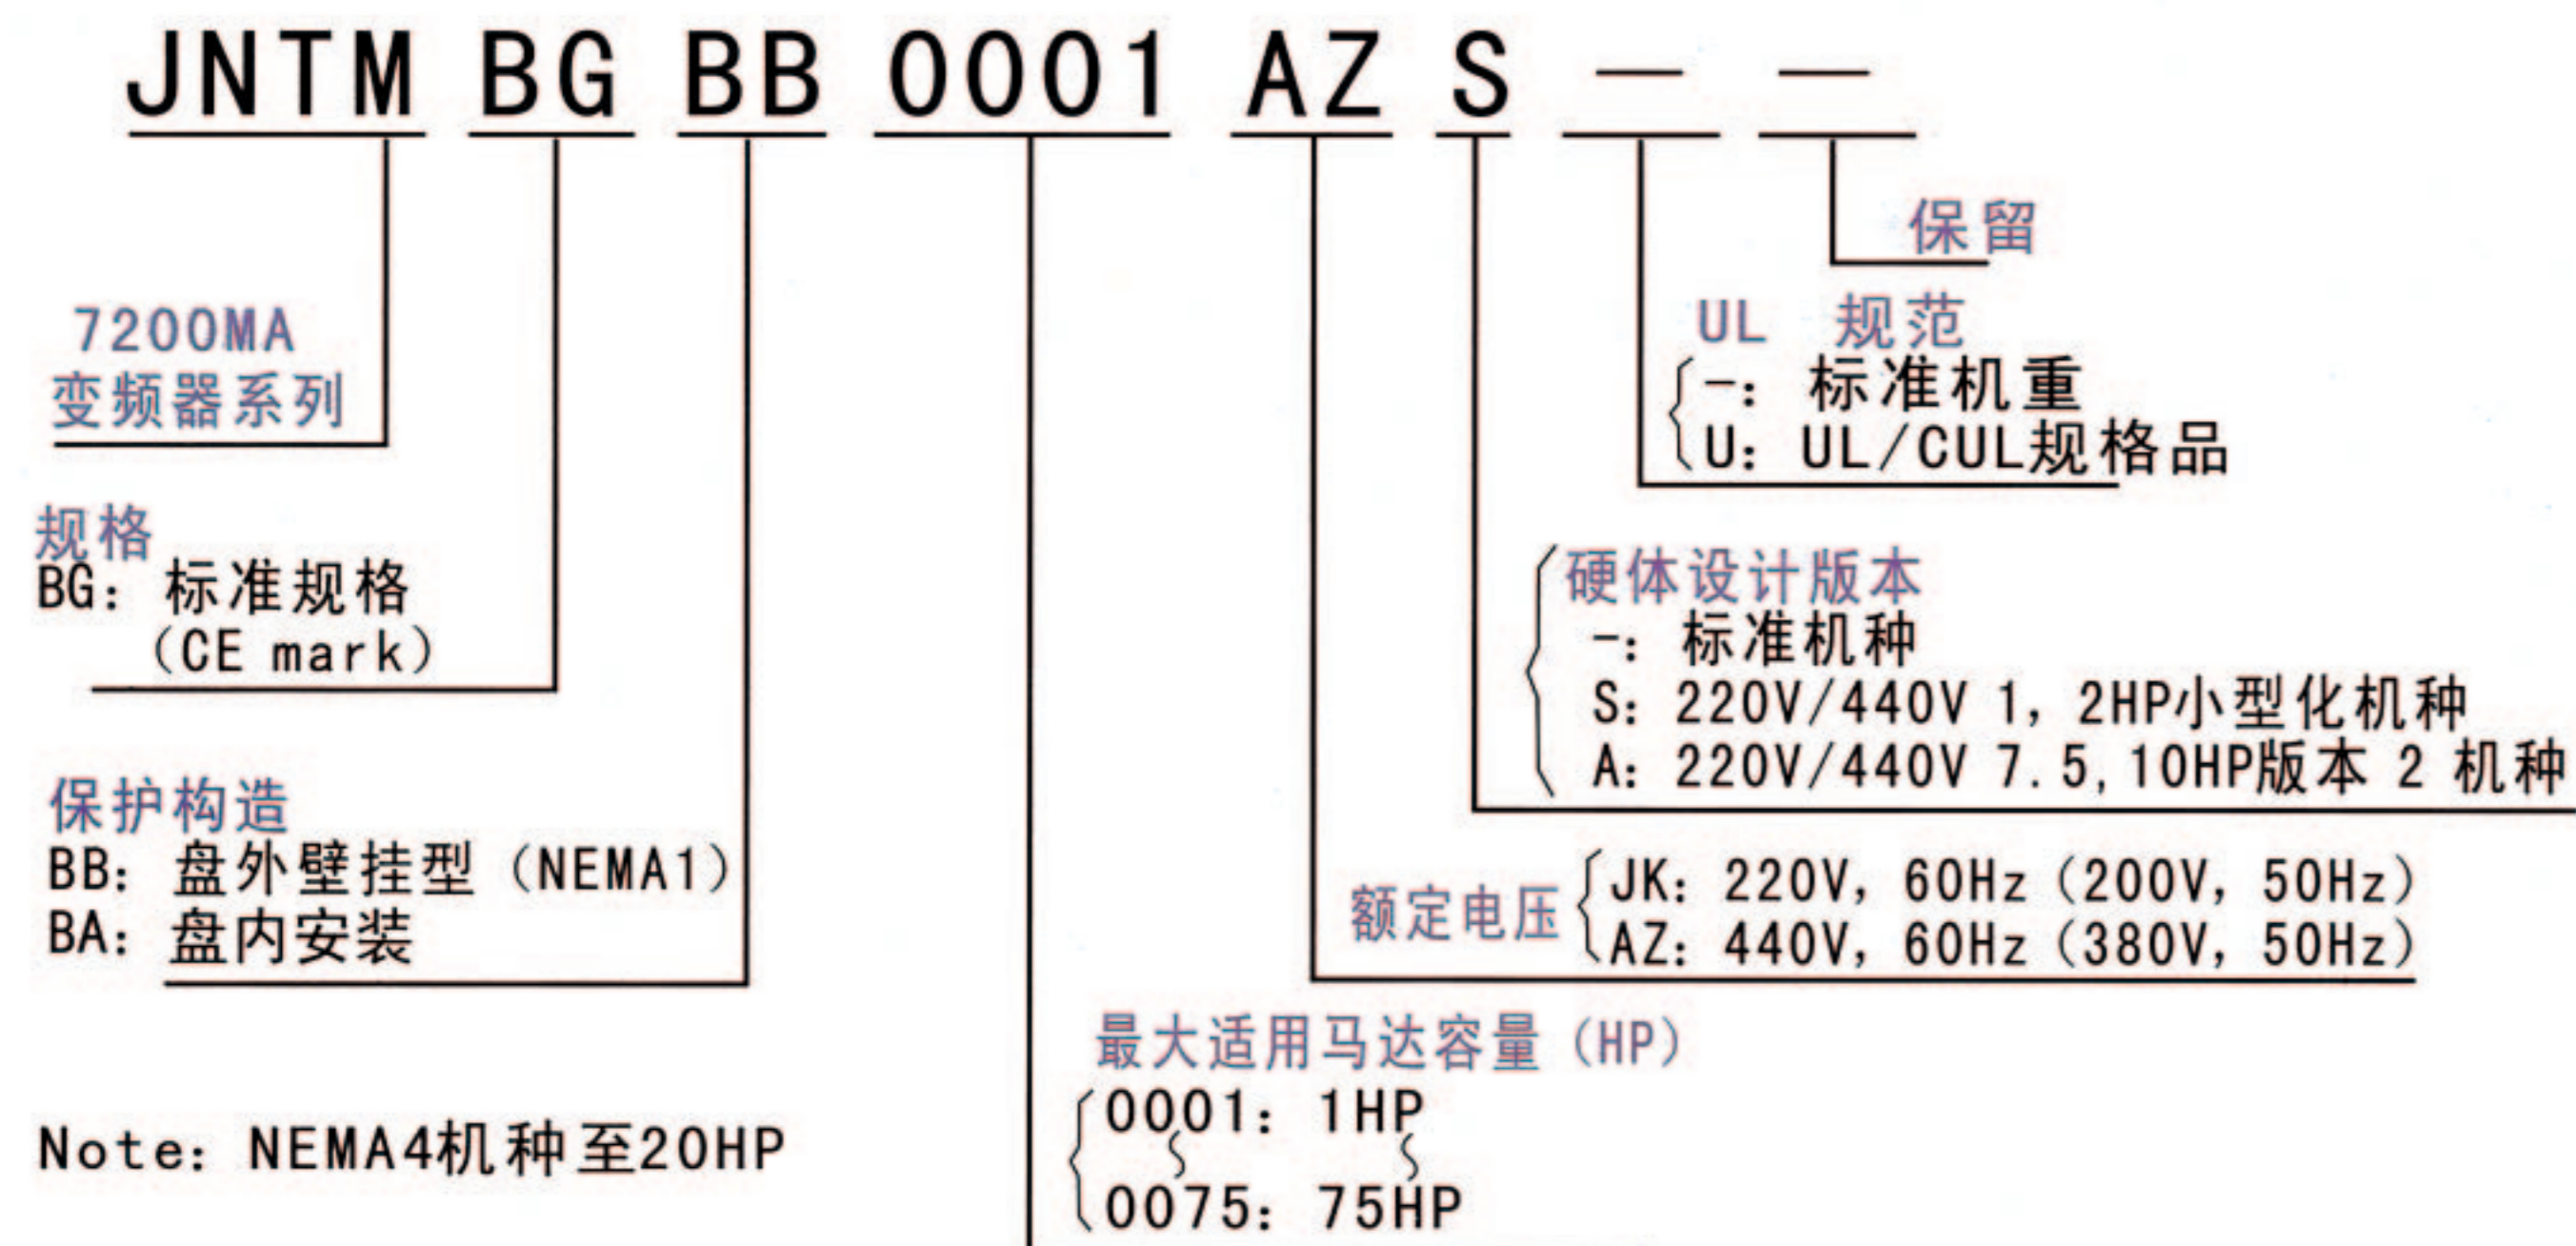 JNTM BG BB 0001 AZ S — —
保留
UL 规范
-: 标准机重
U: UL/CUL规格品
7200MA
变频器系列
规格
BG: 标准规格
(CE mark)
硬体设计版本
-: 标准机种
S: 220V/440V 1, 2HP小型化机种
A: 220V/440V 7.5,10HP版本 2 机种
保护构造
BB: 盘外壁挂型 (NEMA1)
BA: 盘内安装
额定电压
JK: 220V, 60Hz (200V, 50Hz)
AZ: 440V, 60Hz (380V, 50Hz)
最大适用马达容量 (HP)
0001: 1HP
0075: 75HP
Note: NEMA4机种至20HP